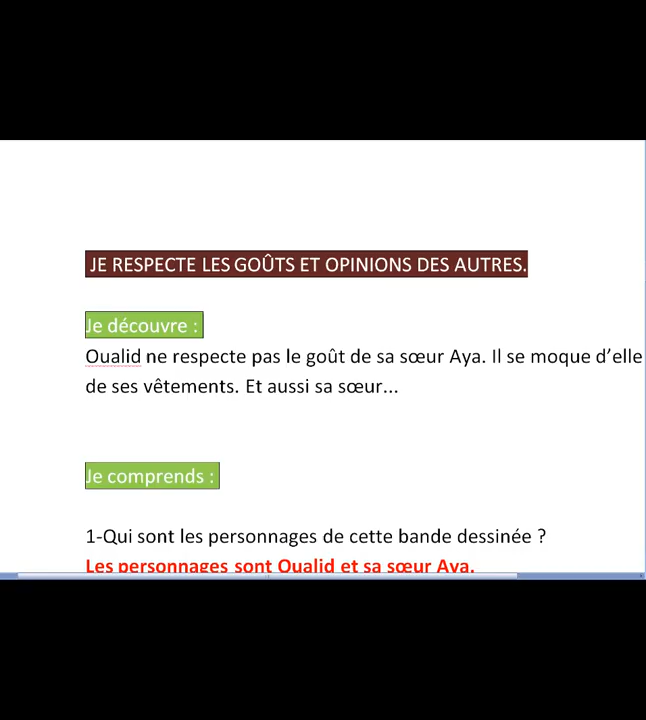 JE RESPECTE LES GOÛTS ET OPINIONS DES AUTRES.
Je découvre :
Oualid ne respecte pas le goût de sa sœur Aya. Il se moque d’elle
de ses vêtements. Et aussi sa sœur...
Je comprends :
1-Qui sont les personnages de cette bande dessinée ?
Les personnages sont Oualid et sa sœur Aya.